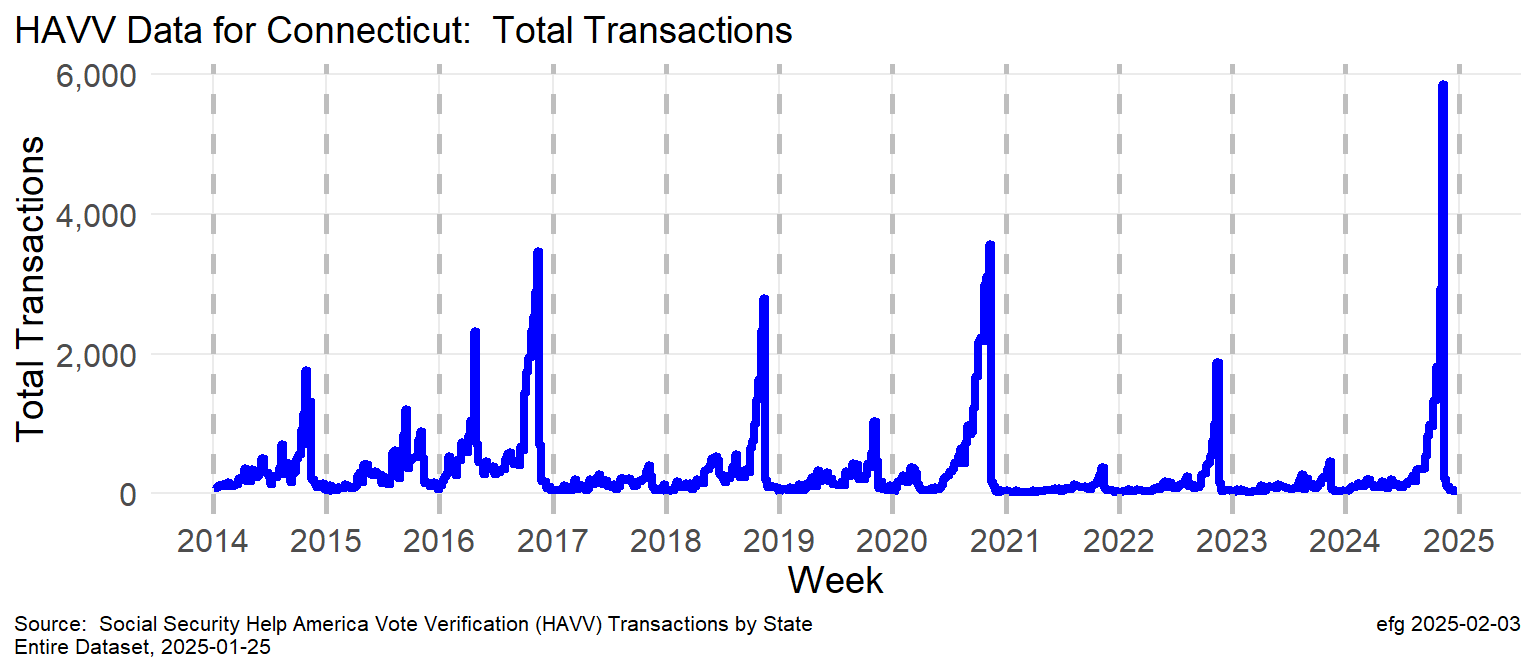 HAVV Data for Connecticut:  Total Transactions
Total Transactions
6,000
4,000
2,000
0
2014 2015 2016 2017 2018 2019 2020 2021 2022 2023 2024 2025
Week
Source:  Social Security Help America Vote Verification (HAVV) Transactions by State
Entire Dataset, 2025-01-25
efg 2025-02-03